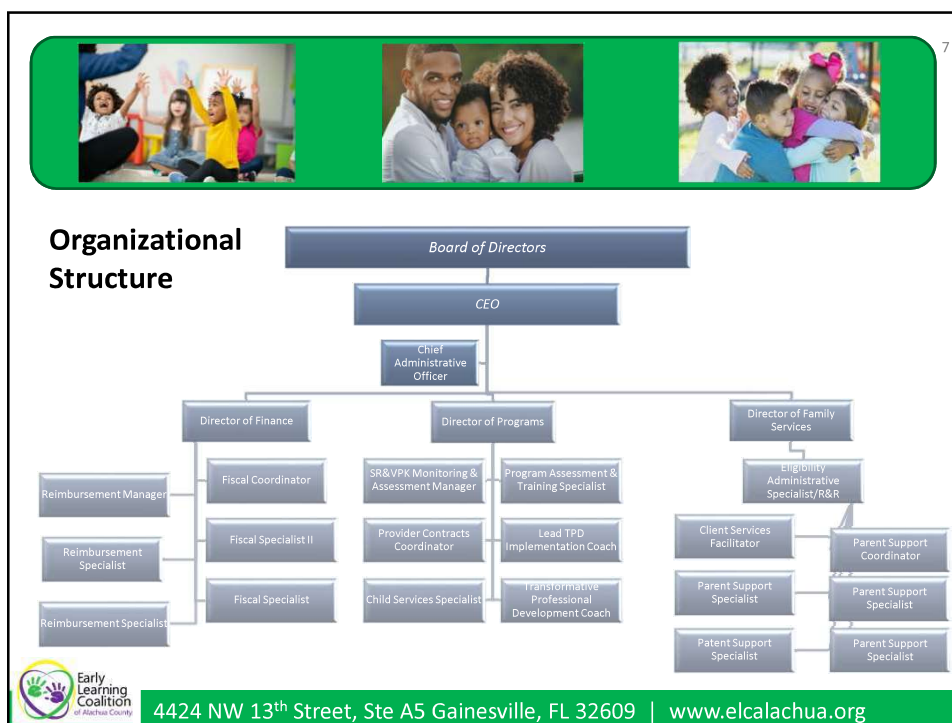 7
Organizational
Structure
Board of Directors
CEO
Chief
Administrative
Officer
Director of Finance
Director of Programs
Director of Family
Services
Reimbursement Manager
Fiscal Coordinator
Reimbursement
Specialist
Fiscal Specialist II
Reimbursement Specialist
Fiscal Specialist
SR&VPK Monitoring &
Assessment Manager
Program Assessment &
Training Specialist
Provider Contracts
Coordinator
Lead TPD
Implementation Coach
Child Services Specialist
Transformative
Professional
Development Coach
Eligibility
Administrative
Specialist/R&R
Client Services
Facilitator
Parent Support
Coordinator
Parent Support
Specialist
Parent Support
Specialist
Patent Support
Specialist
Parent Support
Specialist
Early
Learning
Coalition
of Alachua County
4424 NW 13th Street, Ste A5 Gainesville, FL 32609 | www.elcalachua.org